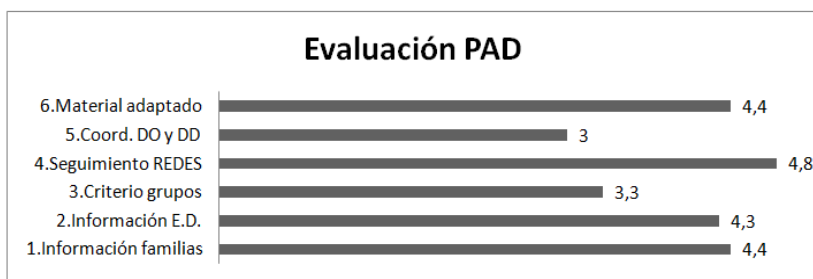 Evaluación PAD
6.Material adaptado 4,4
5.Coord. DO y DD 3
4.Seguimiento REDES 4,8
3.Criterio grupos 3,3
2.Información E.D. 4,3
1.Información familias 4,4